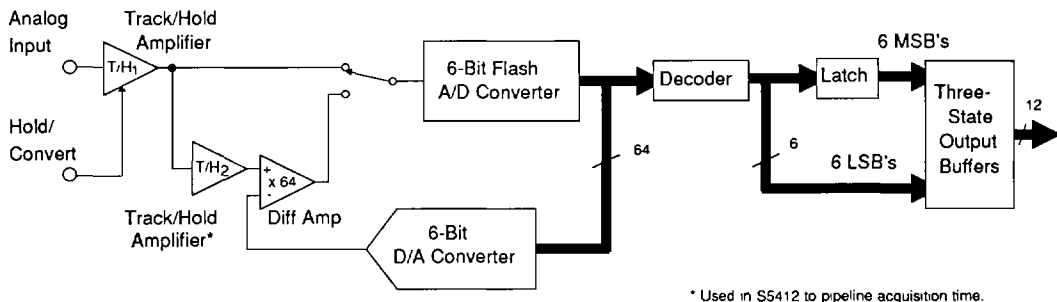 Analog
Input
Track/Hold
Amplifier
T/H1
Hold/
Convert
T/H2
Track/Hold
Amplifier*
+
x 64
-
Diff Amp
6-Bit Flash
A/D Converter
6-Bit
D/A Converter
64
Decoder
6
Latch
6 MSB's
6 LSB's
Three-
State
Output
Buffers
12
* Used in S5412 to pipeline acquisition time.